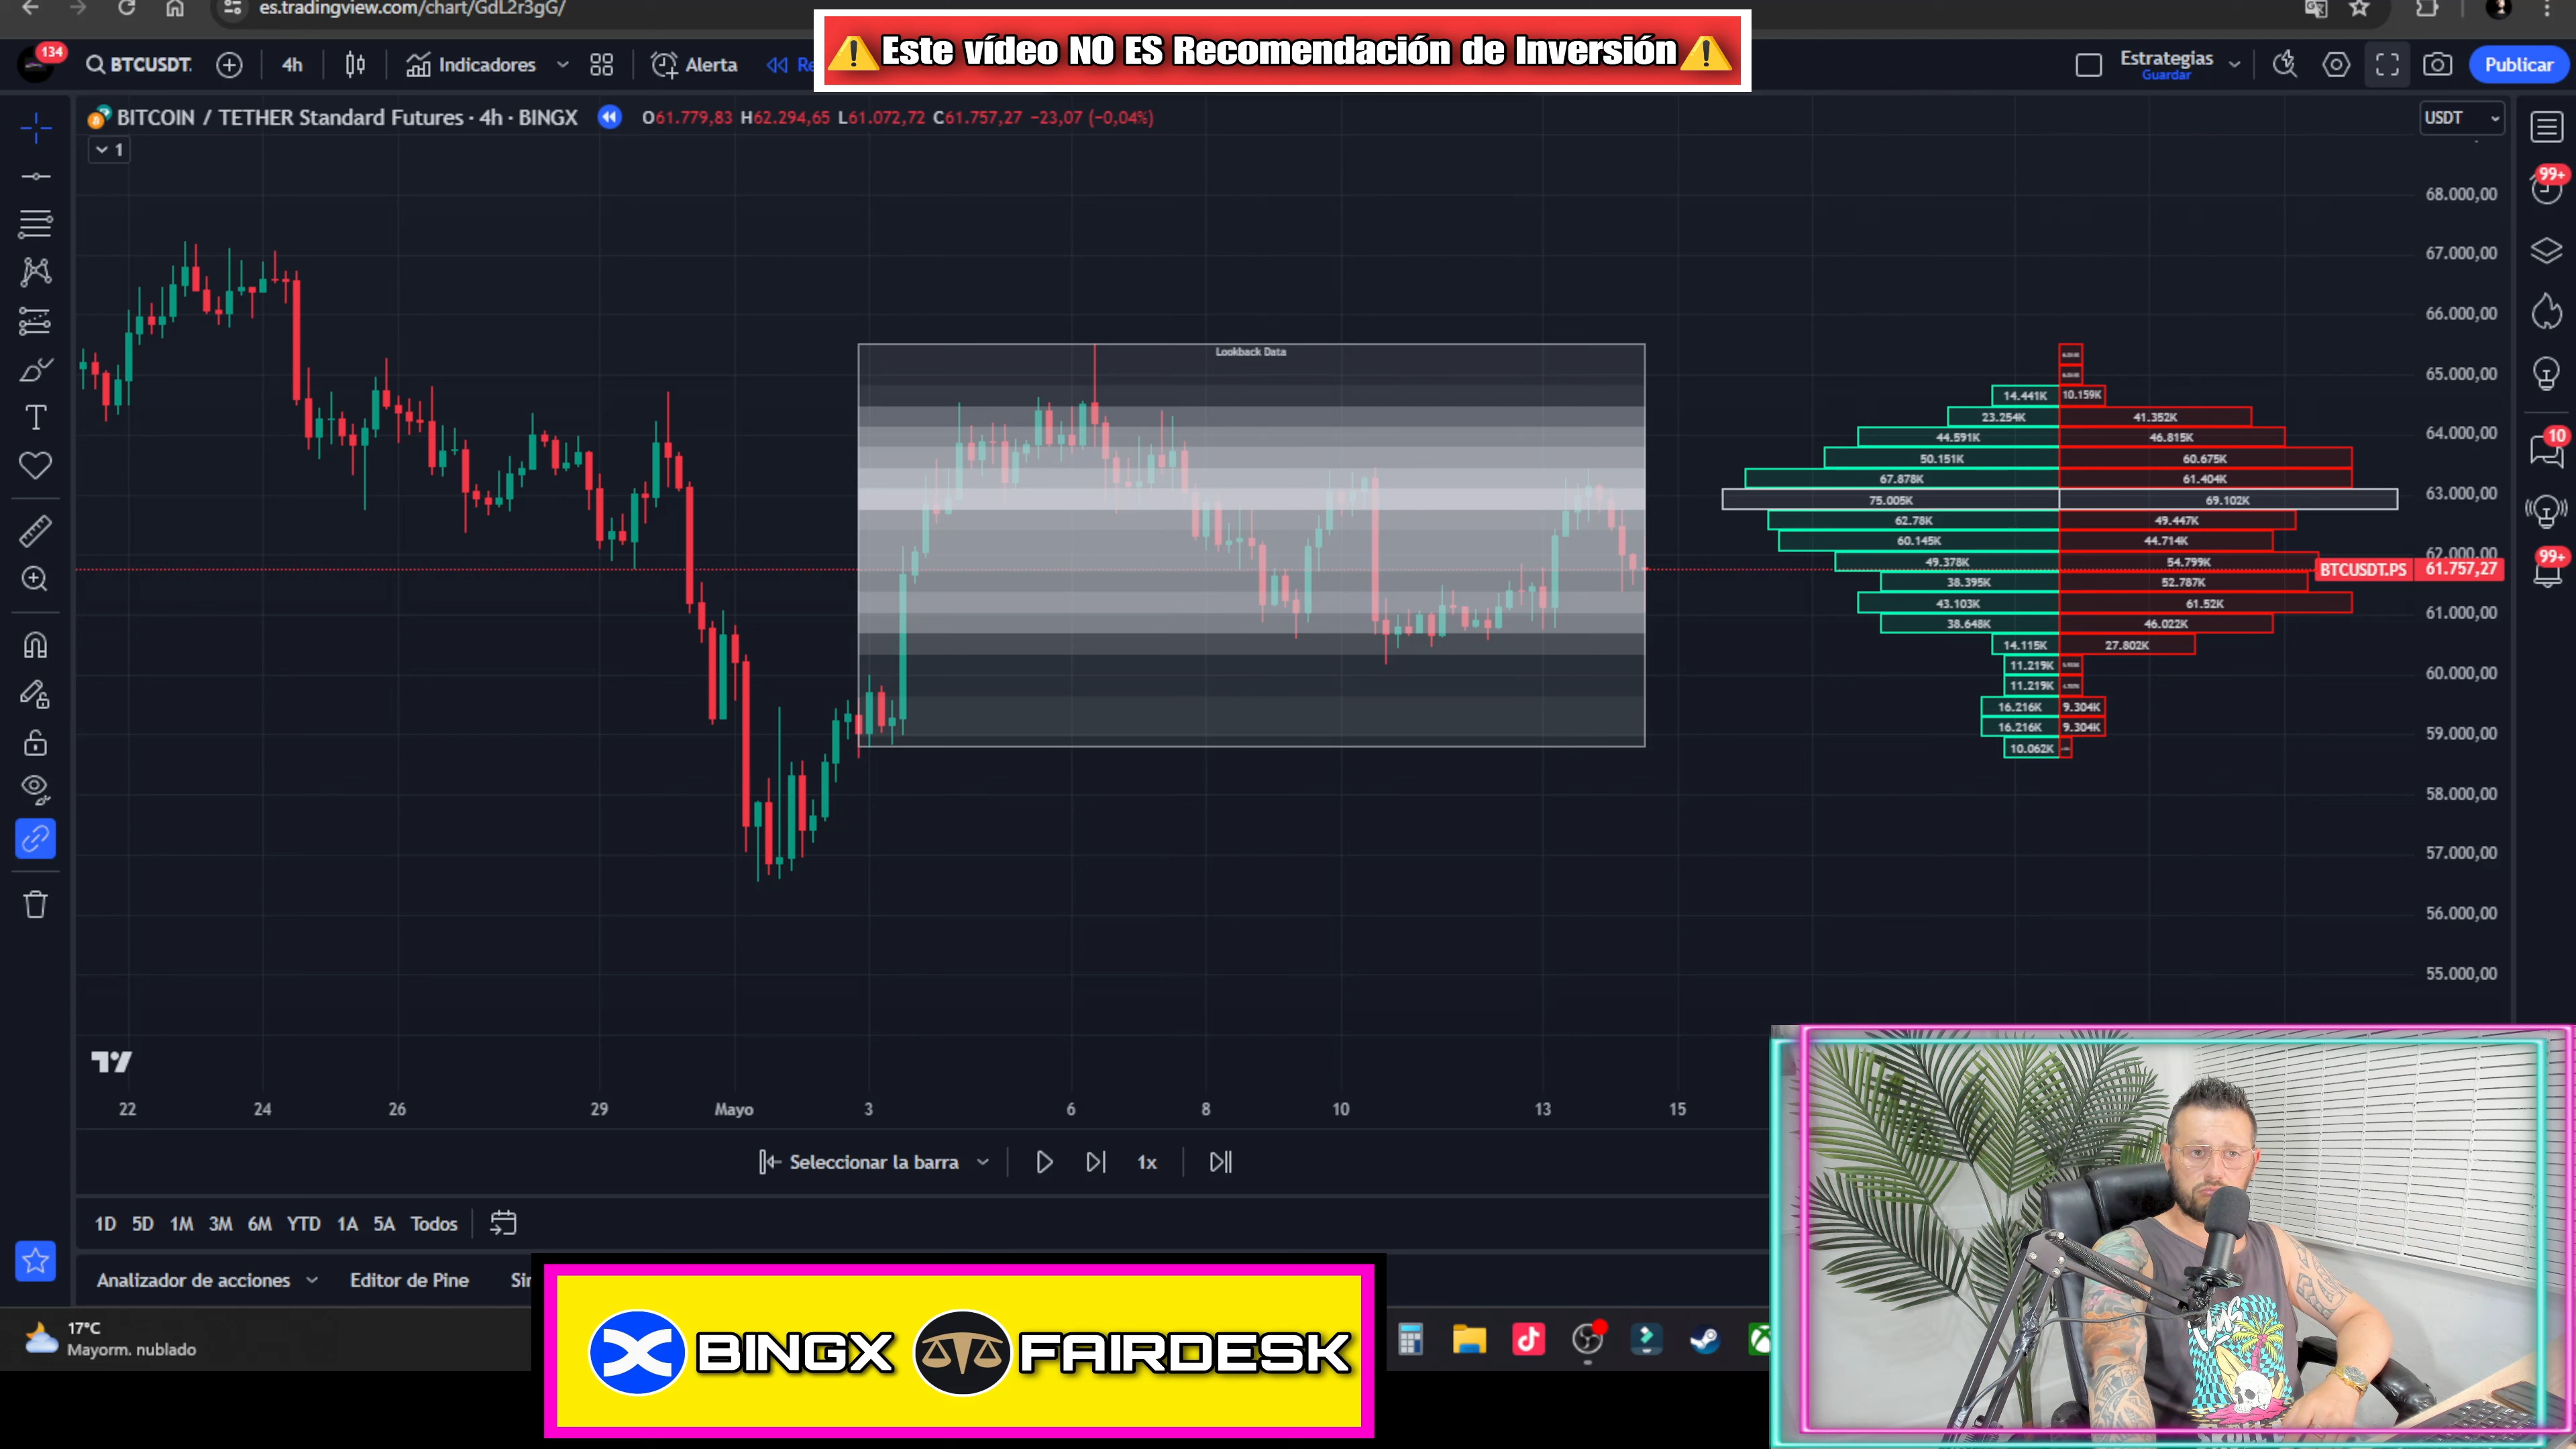 es.tradingview.com/chart/GdL2r3gG/
⚠️Este vídeo NO ES Recomendación de Inversión⚠️
134
BTCUSDT.
4h
Indicadores
Alerta
Re
Estrategias
Guardar
Publicar
BITCOIN / TETHER Standard Futures · 4h · BINGX
O61.779,83 H62.294,65 L61.072,72 C61.757,27 −23,07 (−0,04%)
USDT
1
99+
10
99+
68.000,00
67.000,00
66.000,00
65.000,00
64.000,00
63.000,00
62.000,00
BTCUSDT.PS 61.757,27
61.000,00
60.000,00
59.000,00
58.000,00
57.000,00
56.000,00
55.000,00
Lookback Data
14.441K 10.159K
23.254K 41.352K
44.591K 46.815K
50.151K 60.675K
67.878K 61.404K
75.005K 69.102K
62.78K 49.447K
60.145K 44.714K
49.378K 54.799K
38.395K 52.787K
43.103K 61.52K
38.648K 46.022K
14.115K 27.802K
11.219K
11.219K
16.216K 9.304K
16.216K 9.304K
10.062K
22 24 26 29 Mayo 3 6 8 10 13 15
Seleccionar la barra
1x
1D 5D 1M 3M 6M YTD 1A 5A Todos
Analizador de acciones
Editor de Pine
BINGX FAIRDESK
17°C
Mayorm. nublado